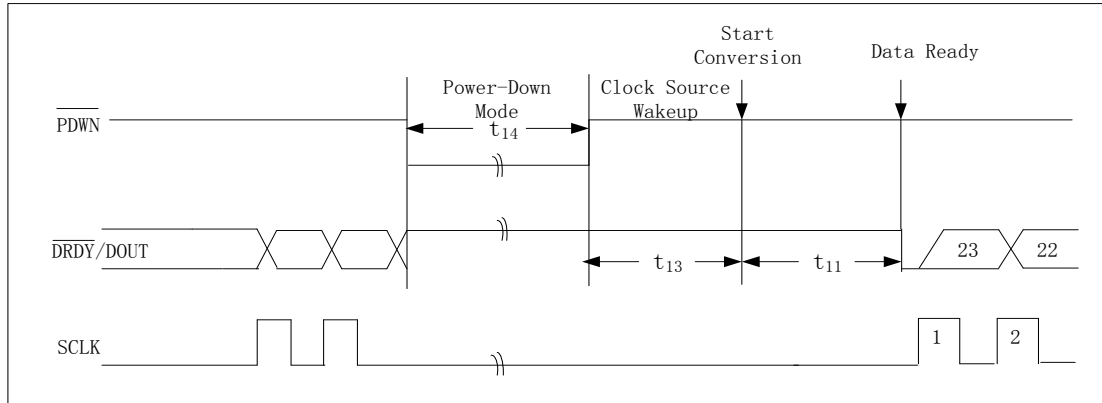 Start
Conversion
Data Ready
Power-Down
Mode
Clock Source
Wakeup
PDWN
t14
DRDY/DOUT
t13
t11
23
22
SCLK
1
2